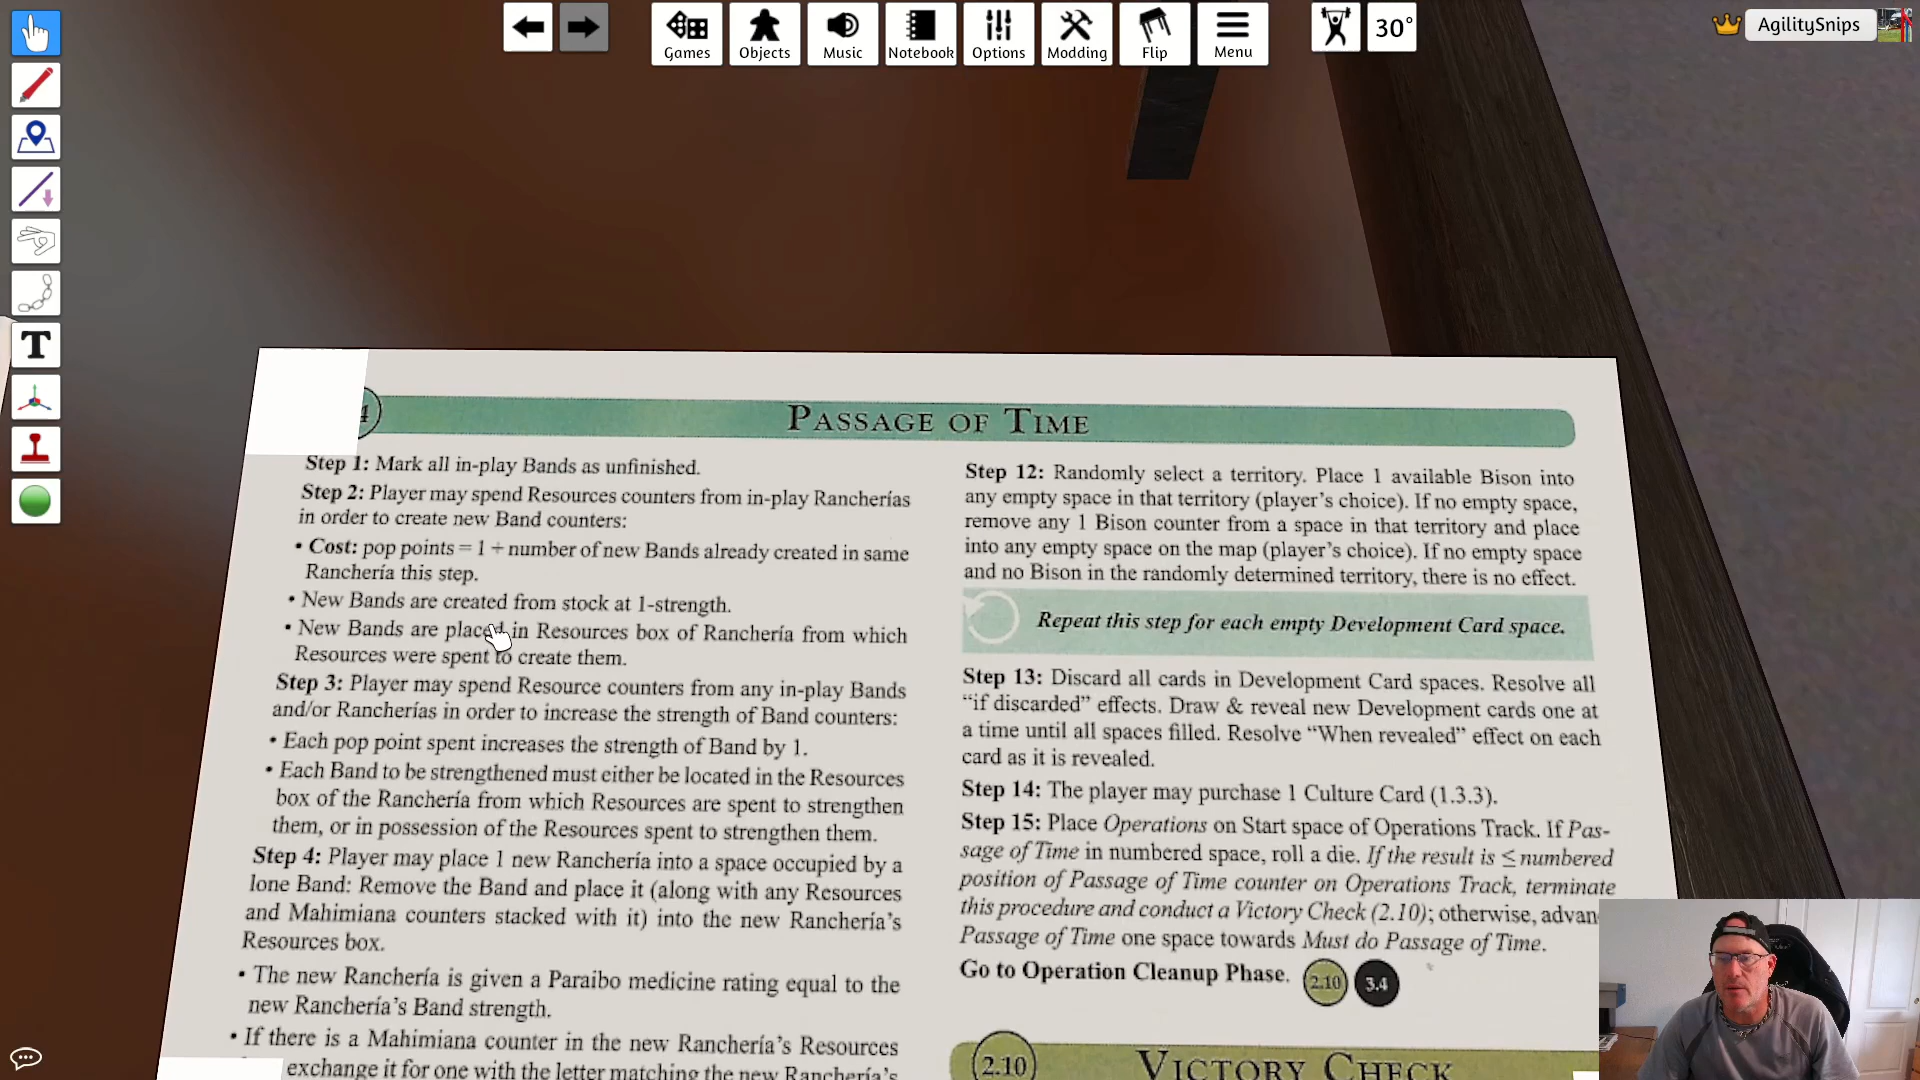 Games
Objects
Music
Notebook
Options
Modding
Flip
Menu
30°
AgilitySnips
T
4
PASSAGE OF TIME
Step 1: Mark all in-play Bands as unfinished.
Step 2: Player may spend Resources counters from in-play Rancherías
in order to create new Band counters:
• Cost: pop points = 1 + number of new Bands already created in same
Ranchería this step.
• New Bands are created from stock at 1-strength.
• New Bands are placed in Resources box of Ranchería from which
Resources were spent to create them.
Step 3: Player may spend Resource counters from any in-play Bands
and/or Rancherías in order to increase the strength of Band counters:
• Each pop point spent increases the strength of Band by 1.
• Each Band to be strengthened must either be located in the Resources
box of the Ranchería from which Resources are spent to strengthen
them, or in possession of the Resources spent to strengthen them.
Step 4: Player may place 1 new Ranchería into a space occupied by a
lone Band: Remove the Band and place it (along with any Resources
and Mahimiana counters stacked with it) into the new Ranchería's
Resources box.
• The new Ranchería is given a Paraibo medicine rating equal to the
new Ranchería's Band strength.
• If there is a Mahimiana counter in the new Ranchería's Resources
exchange it for one with the letter matching the new Ranchería's
Step 12: Randomly select a territory. Place 1 available Bison into
any empty space in that territory (player's choice). If no empty space,
remove any 1 Bison counter from a space in that territory and place
into any empty space on the map (player's choice). If no empty space
and no Bison in the randomly determined territory, there is no effect.
Repeat this step for each empty Development Card space.
Step 13: Discard all cards in Development Card spaces. Resolve all
"if discarded" effects. Draw & reveal new Development cards one at
a time until all spaces filled. Resolve "When revealed" effect on each
card as it is revealed.
Step 14: The player may purchase 1 Culture Card (1.3.3).
Step 15: Place Operations on Start space of Operations Track. If Pas-
sage of Time in numbered space, roll a die. If the result is ≤ numbered
position of Passage of Time counter on Operations Track, terminate
this procedure and conduct a Victory Check (2.10); otherwise, advan
Passage of Time one space towards Must do Passage of Time.
Go to Operation Cleanup Phase. 2.10 3.4
2.10 VICTORY CHECK